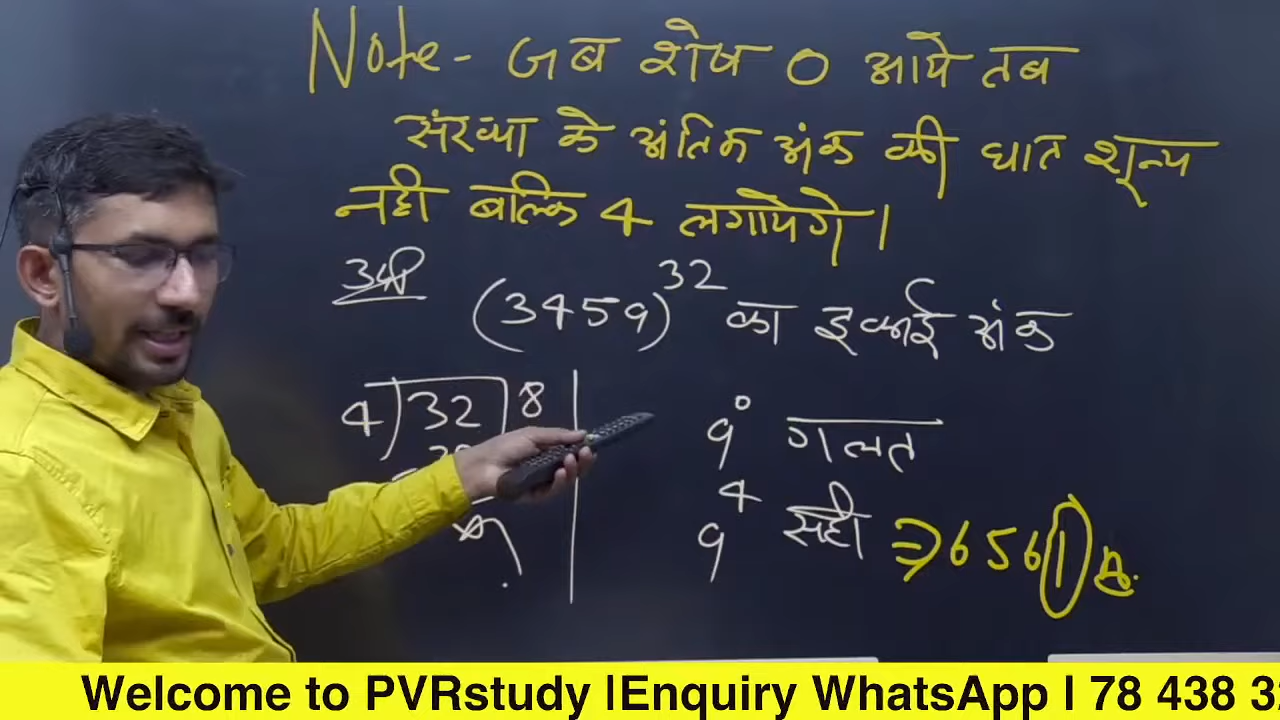 Note- जब शेष 0 आये तब
संख्या के अंतिम अंक की घात शून्य
नही बल्कि 4 लगायेगे।
(3459)³² का इकाई अंक
4)32(8
9⁰ गलत
9⁴ सही ⇒ 6561
Welcome to PVRstudy |Enquiry WhatsApp I 78 438 3